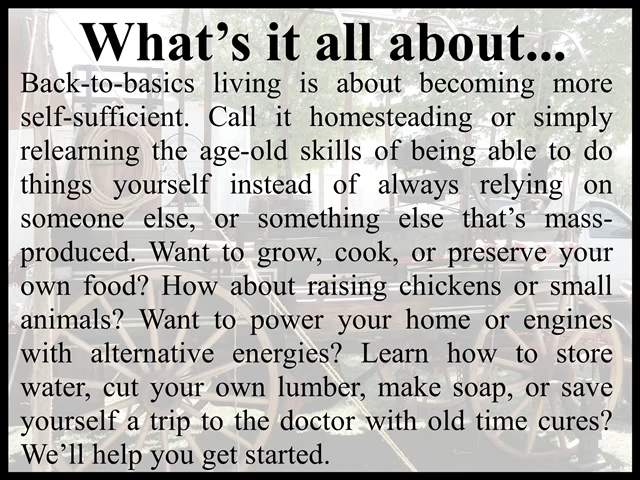 What's it all about...
Back-to-basics living is about becoming more
self-sufficient. Call it homesteading or simply
relearning the age-old skills of being able to do
things yourself instead of always relying on
someone else, or something else that's mass-
produced. Want to grow, cook, or preserve your
own food? How about raising chickens or small
animals? Want to power your home or engines
with alternative energies? Learn how to store
water, cut your own lumber, make soap, or save
yourself a trip to the doctor with old time cures?
We'll help you get started.